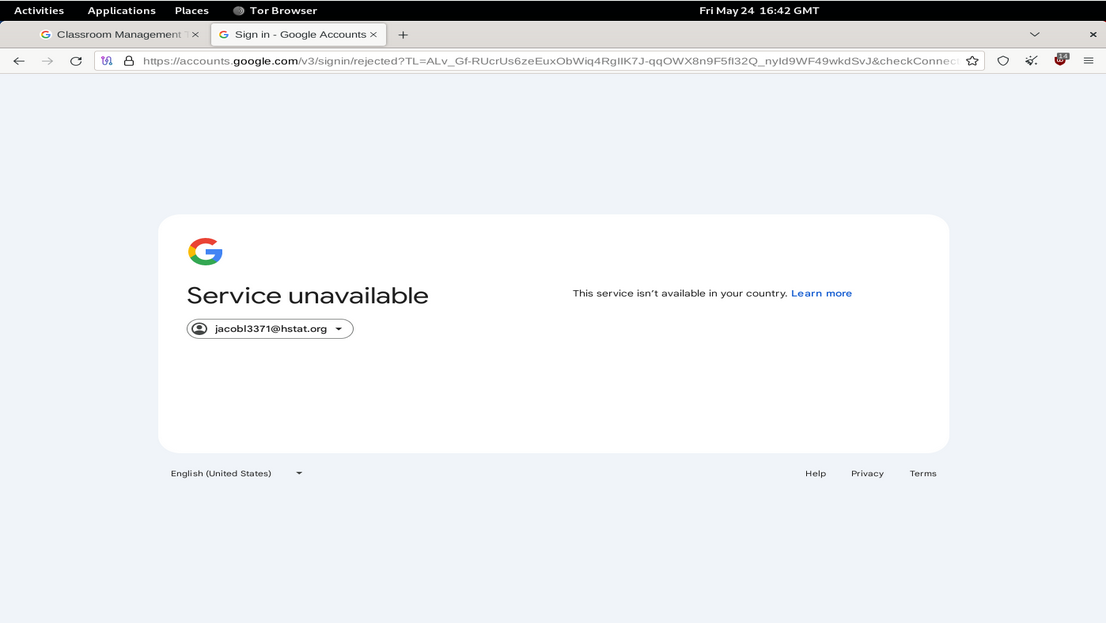 Activities Applications Places Tor Browser Fri May 24 16:42 GMT
Classroom Management Sign in - Google Accounts
https://accounts.google.com/v3/signin/rejected?TL=ALv_Gf-RUcrUs6zeEuxObWiq4RgIIK7J-qqOWX8n9F5fI32Q_nyId9WF49wkdSvJ&checkConnec
14
Service unavailable
This service isn't available in your country. Learn more
jacobl3371@hstat.org
English (United States)
Help Privacy Terms